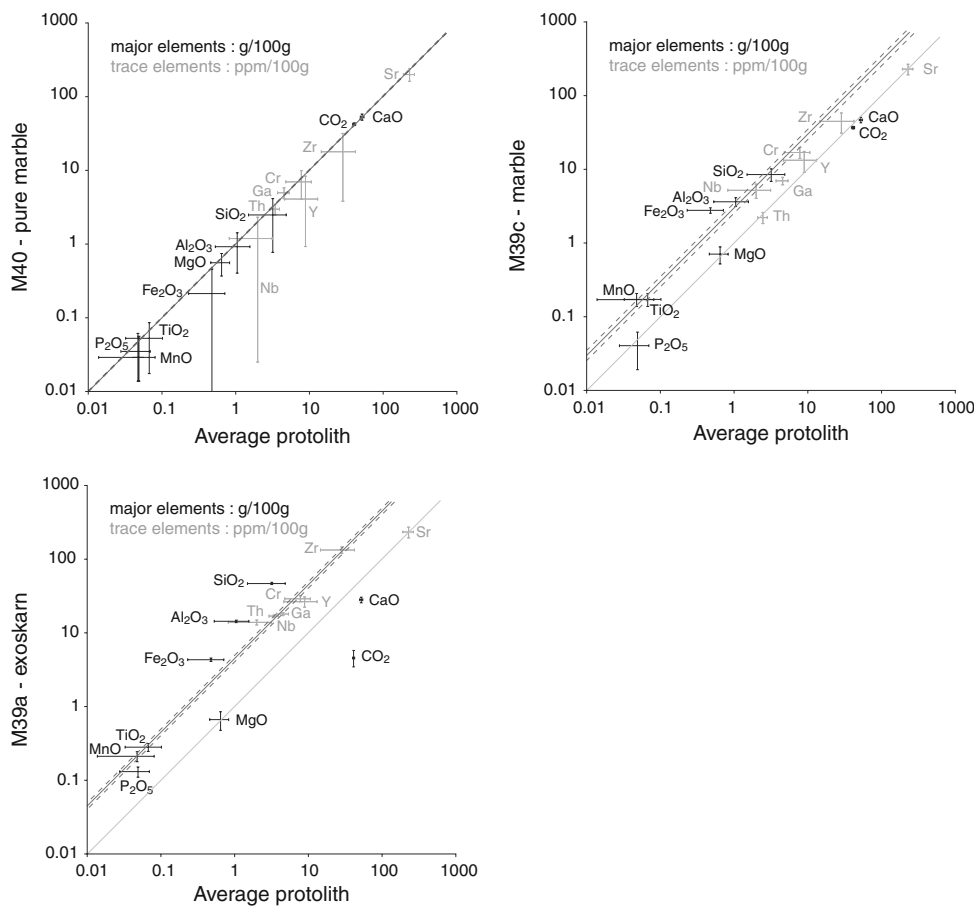 M40 - pure marble
1000
100
10
1
0.1
0.01
major elements : g/100g
trace elements : ppm/100g
Sr
CO₂
CaO
Zr
Cr
Ga
Th
Y
SiO₂
Al₂O₃
MgO
Nb
Fe₂O₃
TiO₂
P₂O₅
MnO
0.01 0.1 1 10 100 1000
Average protolith
M39c - marble
1000
100
10
1
0.1
0.01
major elements : g/100g
trace elements : ppm/100g
Sr
Zr
CaO
CO₂
Cr
Y
SiO₂
Ga
Nb
Al₂O₃
Fe₂O₃
Th
MgO
MnO
TiO₂
P₂O₅
0.01 0.1 1 10 100 1000
Average protolith
M39a - exoskarn
1000
100
10
1
0.1
0.01
major elements : g/100g
trace elements : ppm/100g
Zr
Sr
SiO₂
Cr
Y
CaO
Th
Ga
Al₂O₃
Nb
Fe₂O₃
CO₂
MgO
TiO₂
MnO
P₂O₅
0.01 0.1 1 10 100 1000
Average protolith